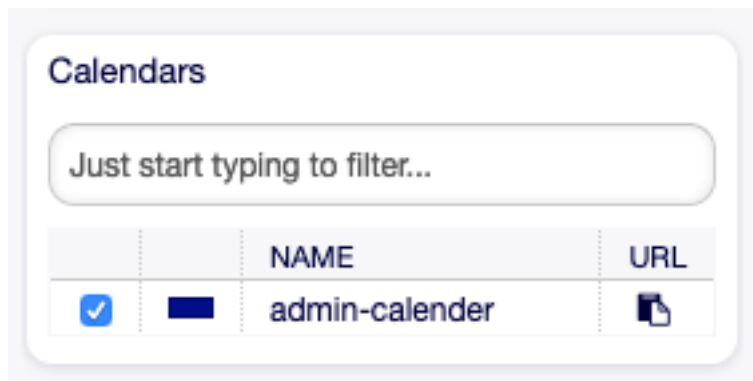 Calendars
Just start typing to filter...
NAME URL
admin-calender